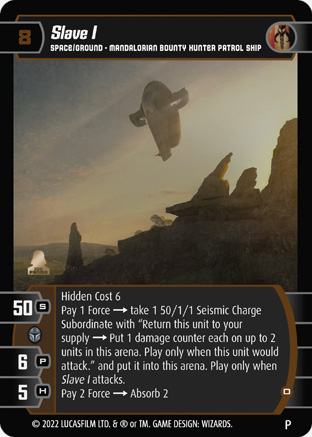 8
Slave I
SPACE/GROUND - MANDALORIAN BOUNTY HUNTER PATROL SHIP
50 S
6 P
5 H
Hidden Cost 6
Pay 1 Force → take 1 50/1/1 Seismic Charge
Subordinate with “Return this unit to your
supply → Put 1 damage counter each on up to 2
units in this arena. Play only when this unit would
attack.” and put it into this arena. Play only when
Slave I attacks.
Pay 2 Force → Absorb 2
© 2022 LUCASFILM LTD. & ® or TM. GAME DESIGN: WIZARDS.
P